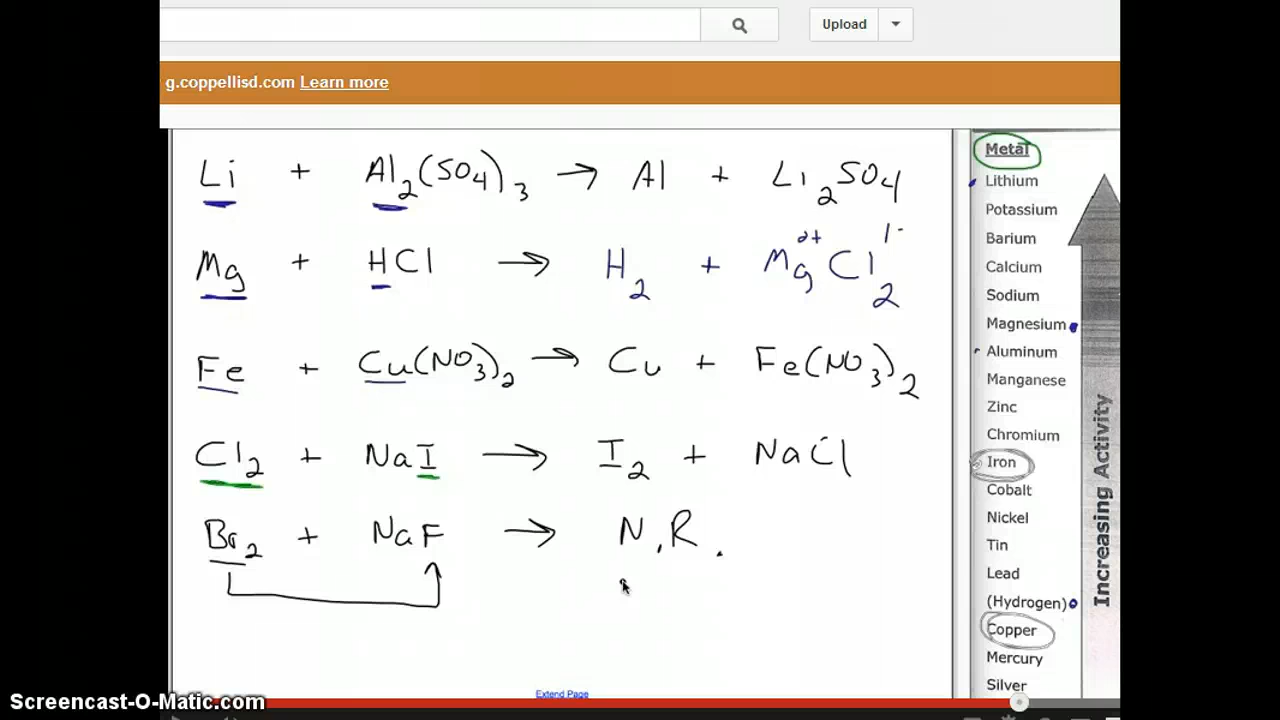 Upload
g.coppellisd.com Learn more
Li + Al2(SO4)3 → Al + Li2SO4
Mg + HCl → H2 + Mg2+Cl2 1-
Fe + Cu(NO3)2 → Cu + Fe(NO3)2
Cl2 + NaI → I2 + NaCl
Br2 + NaF → N.R.
Extend Page
Metal
Lithium
Potassium
Barium
Calcium
Sodium
Magnesium
Aluminum
Manganese
Zinc
Chromium
Iron
Cobalt
Nickel
Tin
Lead
(Hydrogen)
Copper
Mercury
Silver
Increasing Activity
Screencast-O-Matic.com